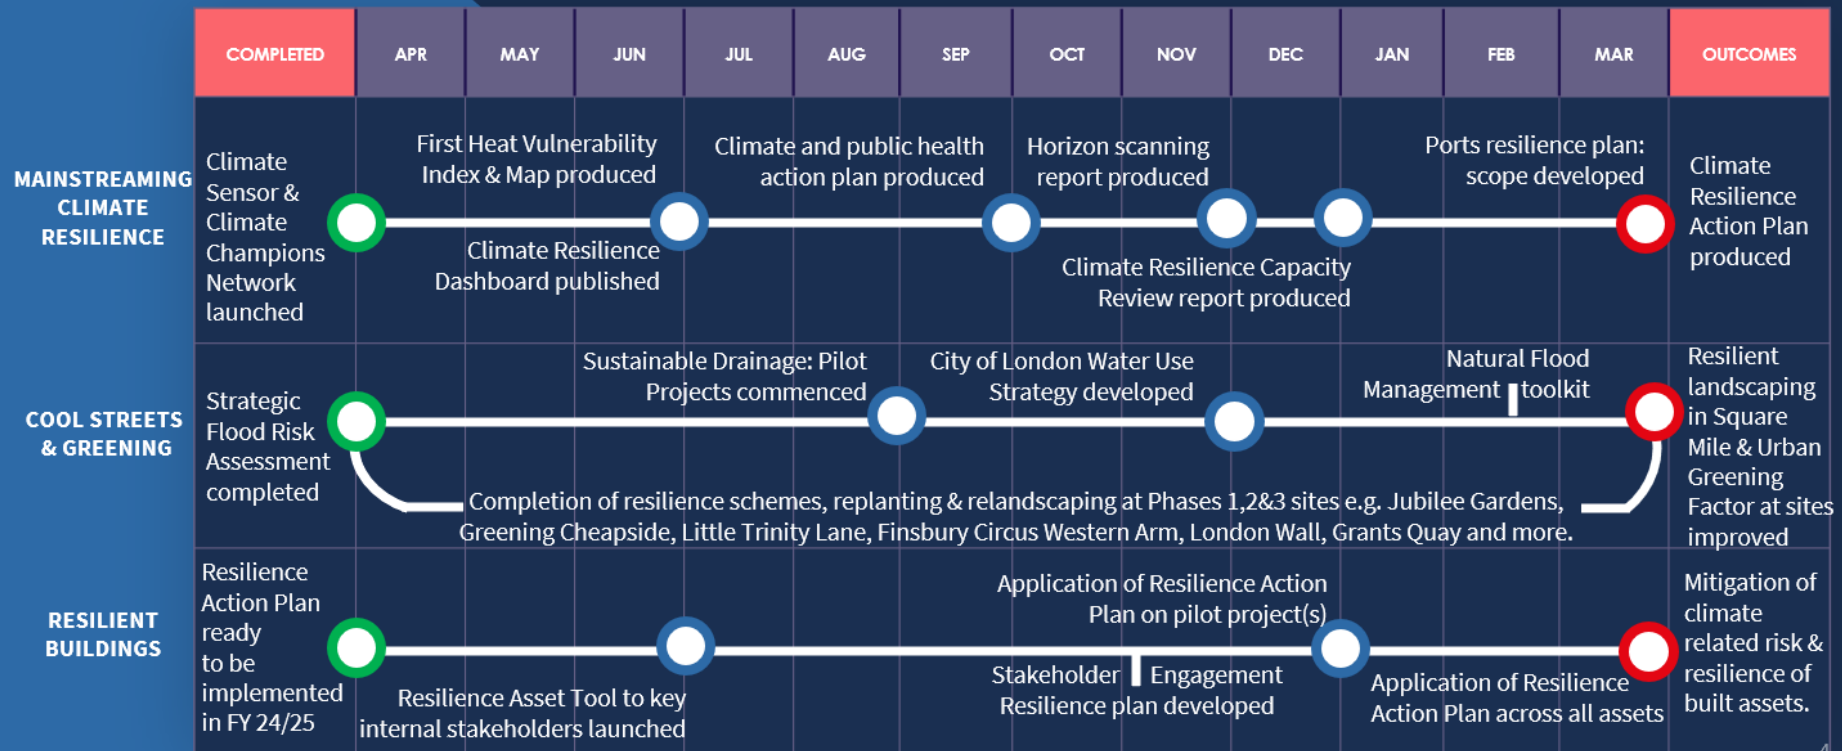 COMPLETED
APR
MAY
JUN
JUL
AUG
SEP
OCT
NOV
DEC
JAN
FEB
MAR
OUTCOMES
MAINSTREAMING
CLIMATE
RESILIENCE
Climate
Sensor &
Climate
Champions
Network
launched
First Heat Vulnerability
Index & Map produced
Climate Resilience
Dashboard published
Climate and public health
action plan produced
Horizon scanning
report produced
Climate Resilience Capacity
Review report produced
Ports resilience plan:
scope developed
Climate
Resilience
Action Plan
produced
COOL STREETS
& GREENING
Strategic
Flood Risk
Assessment
completed
Sustainable Drainage: Pilot
Projects commenced
City of London Water Use
Strategy developed
Natural Flood
Management toolkit
Completion of resilience schemes, replanting & relandscaping at Phases 1,2&3 sites e.g. Jubilee Gardens,
Greening Cheapside, Little Trinity Lane, Finsbury Circus Western Arm, London Wall, Grants Quay and more.
Resilient
landscaping
in Square
Mile & Urban
Greening
Factor at sites
improved
RESILIENT
BUILDINGS
Resilience
Action Plan
ready
to be
implemented
in FY 24/25
Resilience Asset Tool to key
internal stakeholders launched
Application of Resilience Action
Plan on pilot project(s)
Stakeholder Engagement
Resilience plan developed
Application of Resilience
Action Plan across all assets
Mitigation of
climate
related risk &
resilience of
built assets.